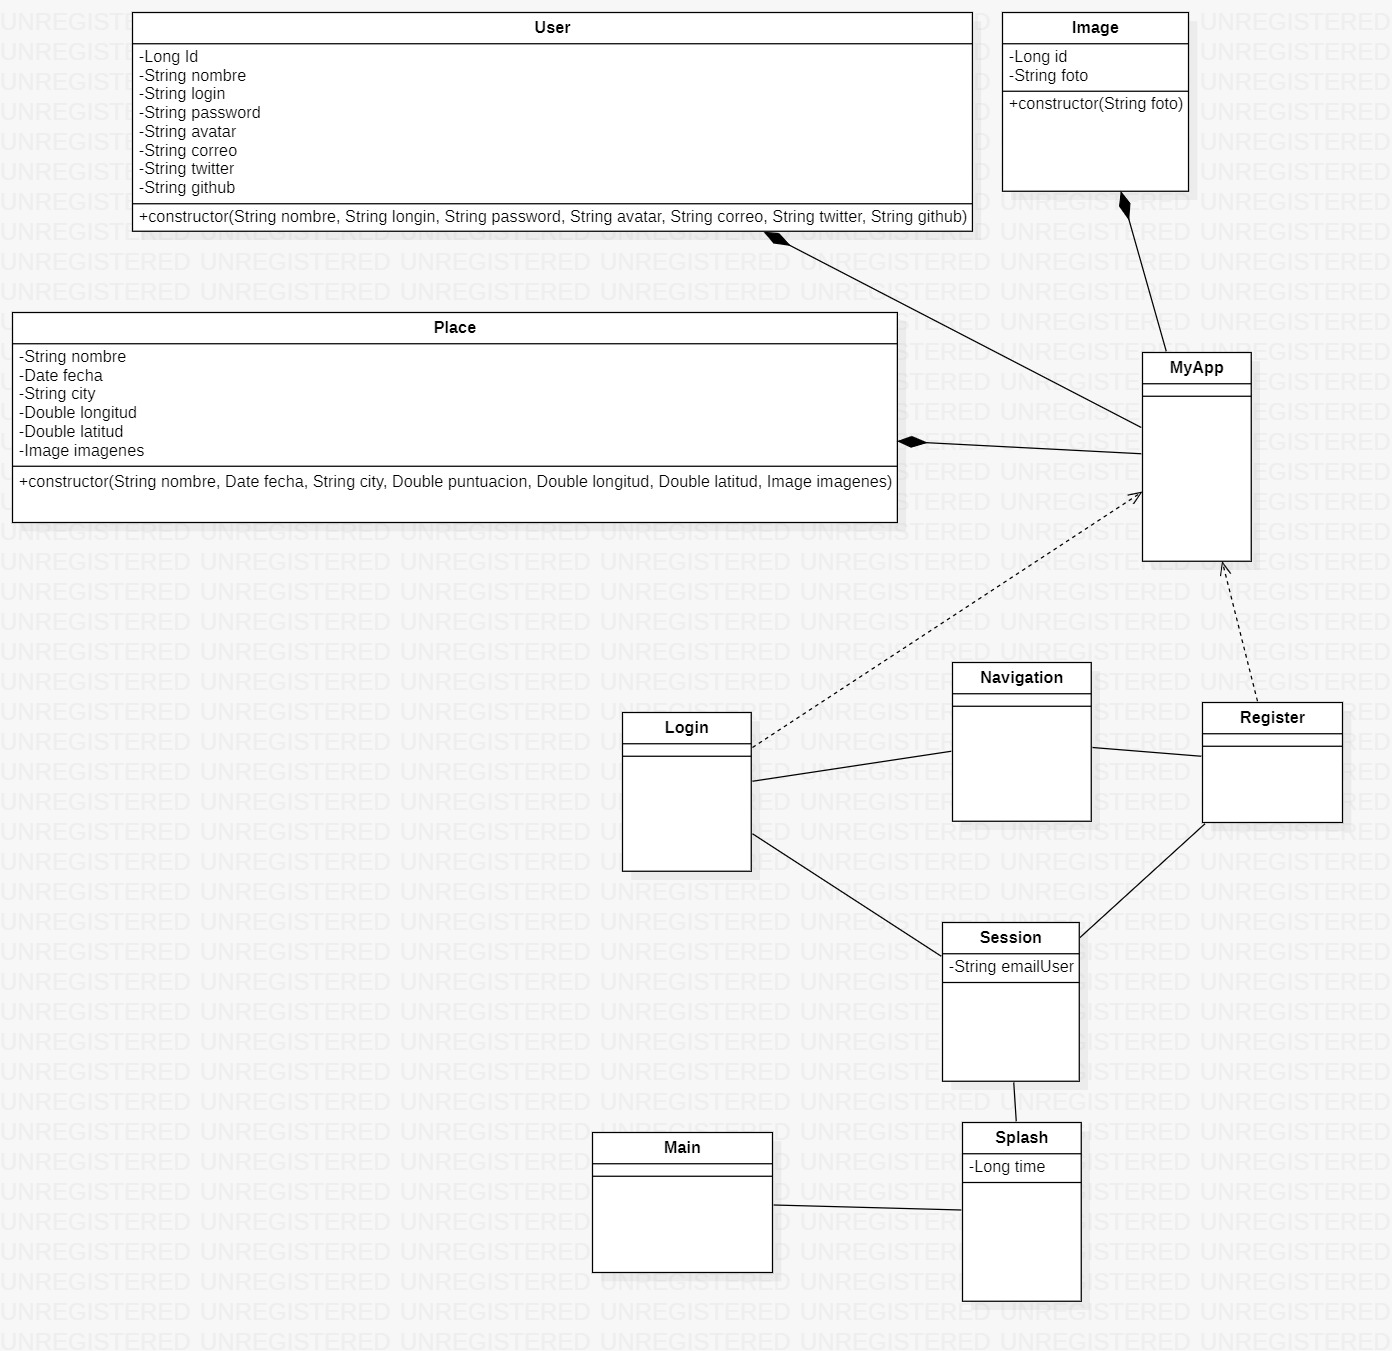 User
-Long Id
-String nombre
-String login
-String password
-String avatar
-String correo
-String twitter
-String github
+constructor(String nombre, String longin, String password, String avatar, String correo, String twitter, String github)
Image
-Long id
-String foto
+constructor(String foto)
Place
-String nombre
-Date fecha
-String city
-Double longitud
-Double latitud
-Image imagenes
+constructor(String nombre, Date fecha, String city, Double puntuacion, Double longitud, Double latitud, Image imagenes)
MyApp
Navigation
Login
Register
Session
-String emailUser
Main
Splash
-Long time
UNREGISTERED